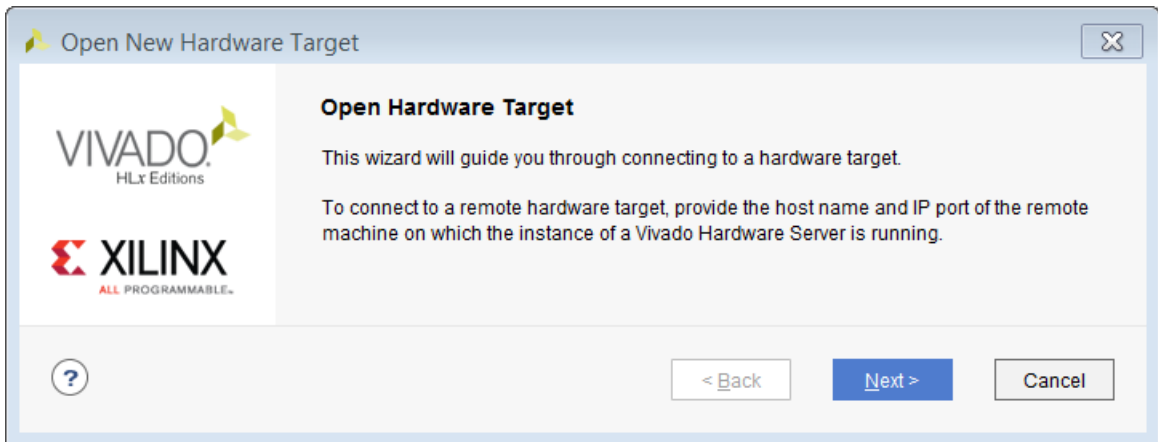 Open New Hardware Target
VIVADO.
HLx Editions
XILINX
ALL PROGRAMMABLE™
Open Hardware Target
This wizard will guide you through connecting to a hardware target.
To connect to a remote hardware target, provide the host name and IP port of the remote
machine on which the instance of a Vivado Hardware Server is running.
?
< Back
Next >
Cancel